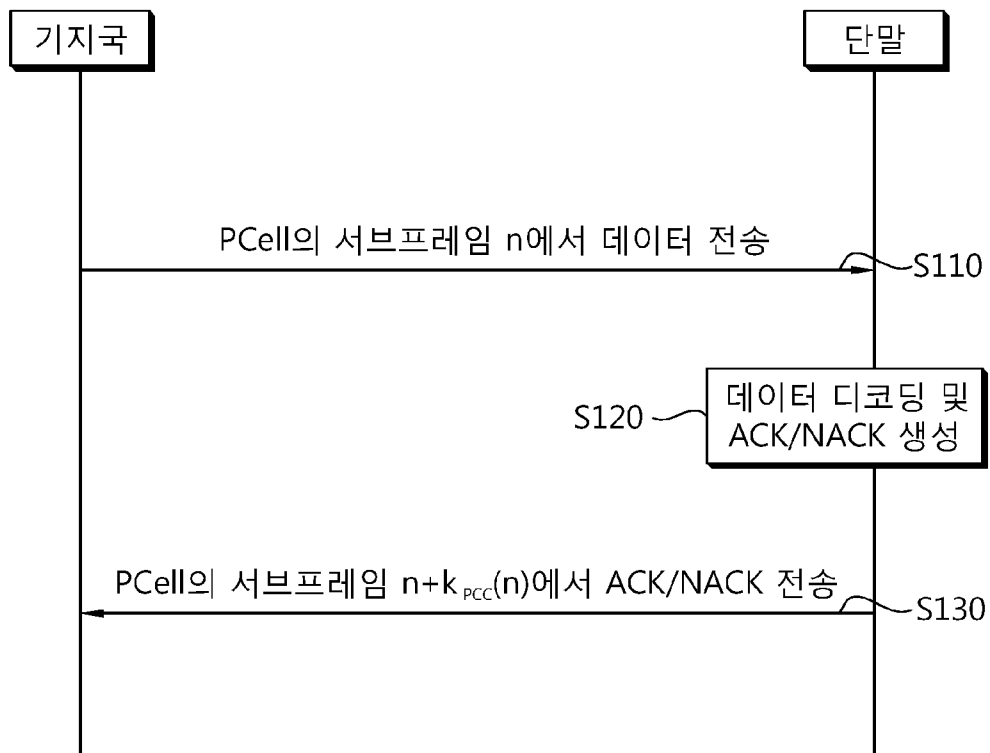 기지국
단말
PCell의 서브프레임 n에서 데이터 전송
S110
S120
데이터 디코딩 및
ACK/NACK 생성
PCell의 서브프레임 n+k PCC(n)에서 ACK/NACK 전송
S130